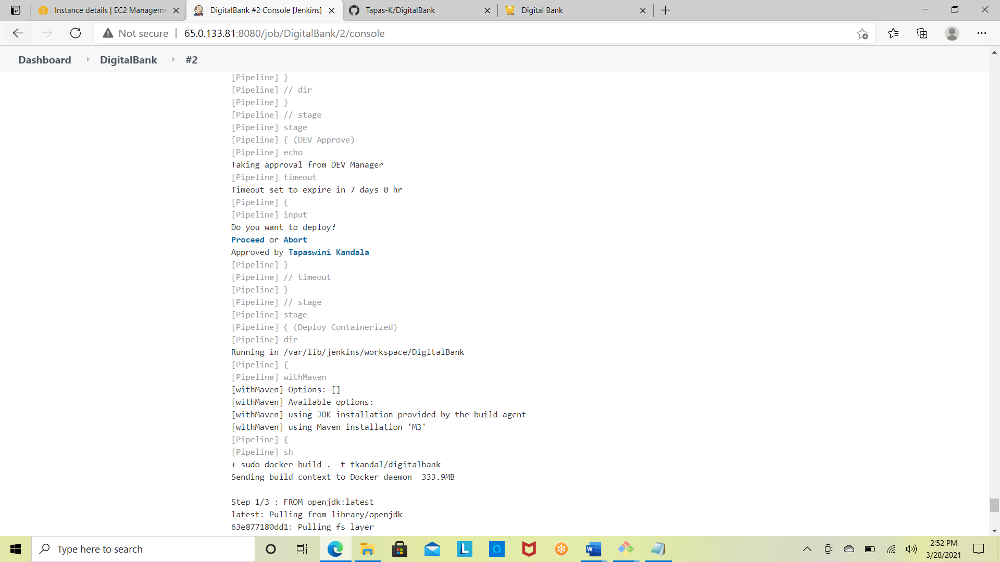 Instance details | EC2 Manageme
DigitalBank #2 Console [Jenkins]
Tapas-K/DigitalBank
Digital Bank
Not secure
65.0.133.81:8080/job/DigitalBank/2/console
Dashboard
DigitalBank
#2
[Pipeline] }
[Pipeline] // dir
[Pipeline] }
[Pipeline] // stage
[Pipeline] stage
[Pipeline] { (DEV Approve)
[Pipeline] echo
Taking approval from DEV Manager
[Pipeline] timeout
Timeout set to expire in 7 days 0 hr
[Pipeline] {
[Pipeline] input
Do you want to deploy?
Proceed or Abort
Approved by Tapaswini Kandala
[Pipeline] }
[Pipeline] // timeout
[Pipeline] }
[Pipeline] // stage
[Pipeline] stage
[Pipeline] { (Deploy Containerized)
[Pipeline] dir
Running in /var/lib/jenkins/workspace/DigitalBank
[Pipeline] {
[Pipeline] withMaven
[withMaven] Options: []
[withMaven] Available options:
[withMaven] using JDK installation provided by the build agent
[withMaven] using Maven installation 'M3'
[Pipeline] {
[Pipeline] sh
+ sudo docker build . -t tkandal/digitalbank
Sending build context to Docker daemon  333.9MB
Step 1/3 : FROM openjdk:latest
latest: Pulling from library/openjdk
63e877180dd1: Pulling fs layer
Type here to search
2:52 PM
3/28/2021